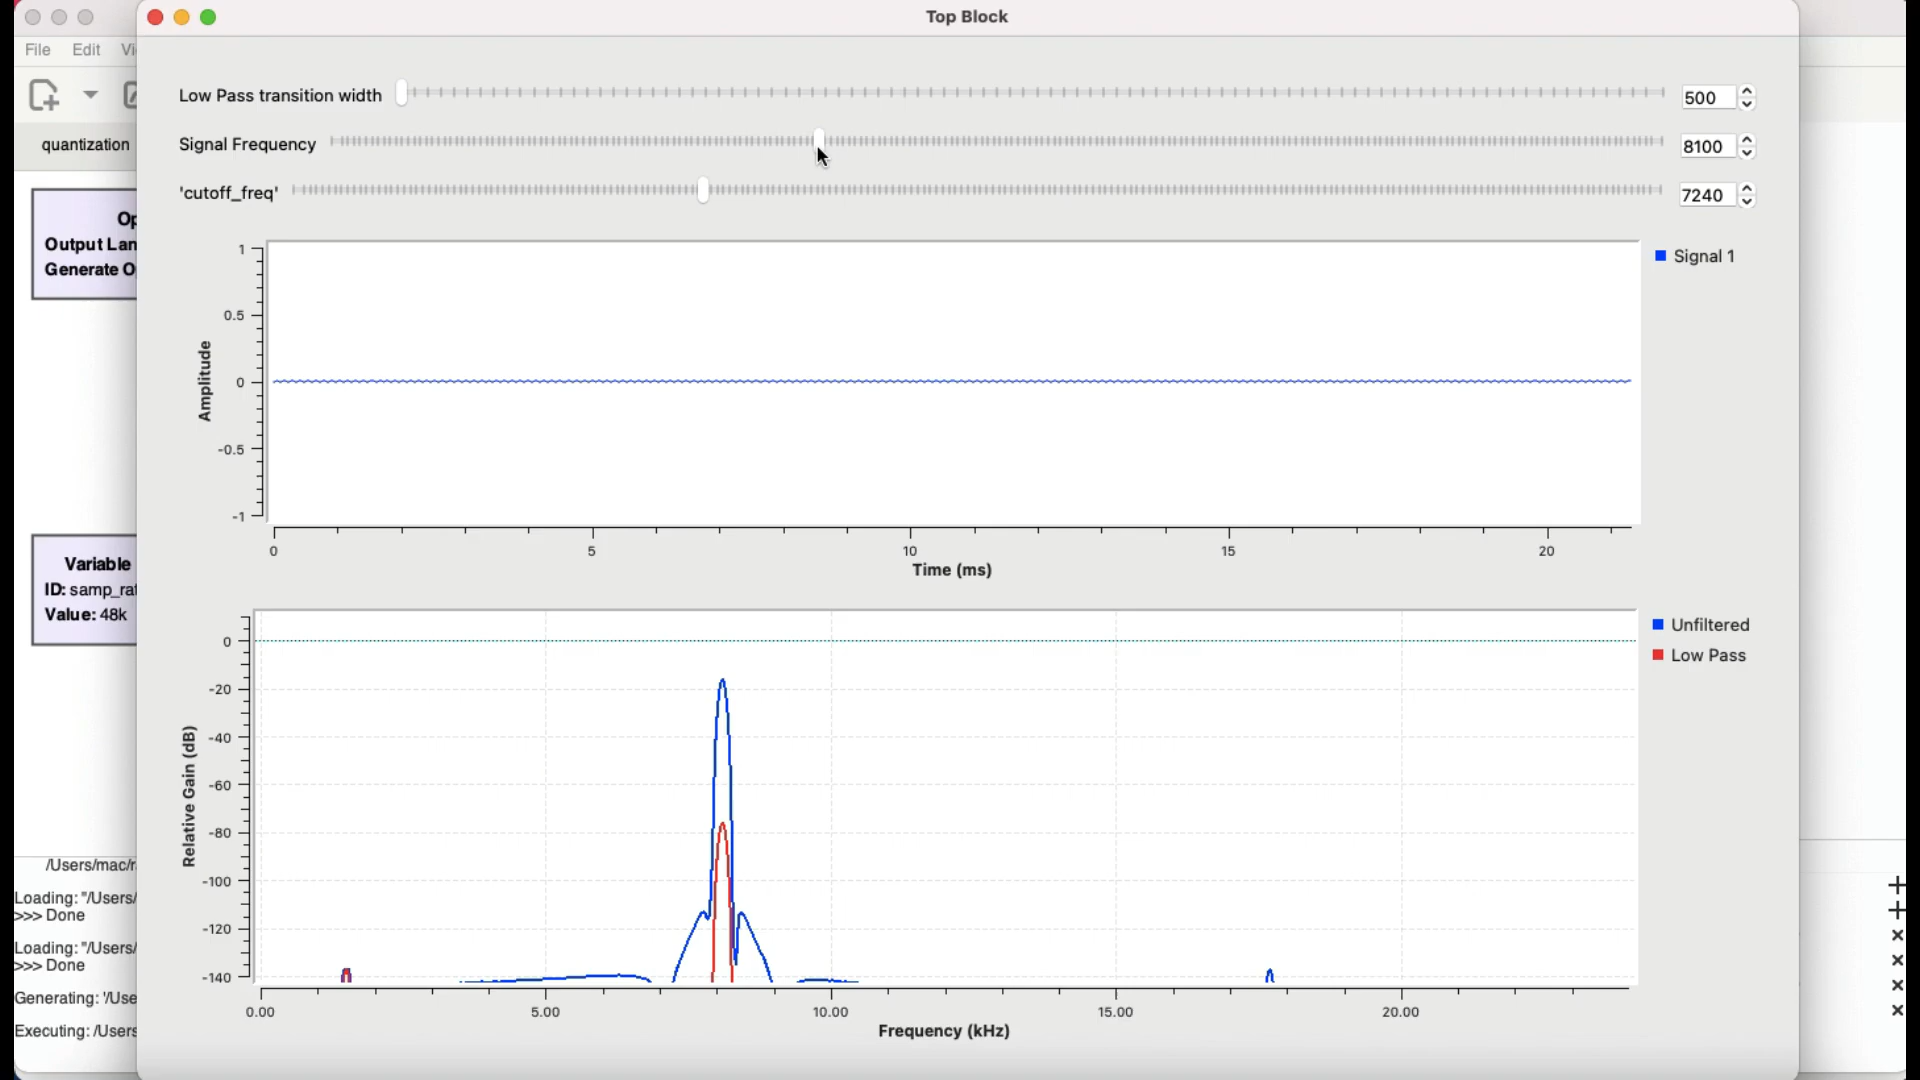 Top Block
File Edit
Low Pass transition width 500
Signal Frequency 8100
quantization
'cutoff_freq' 7240
Output Lan
Generate O
Variable
ID: samp_rat
Value: 48k
/Users/mac/r
Loading: "/Users/
>>> Done
Loading: "/Users/
>>> Done
Generating: '/Use
Executing: /Users
1
0.5
0
-0.5
-1
Amplitude
0 5 10 15 20
Time (ms)
Signal 1
0
-20
-40
-60
-80
-100
-120
-140
Relative Gain (dB)
0.00 5.00 10.00 15.00 20.00
Frequency (kHz)
Unfiltered
Low Pass